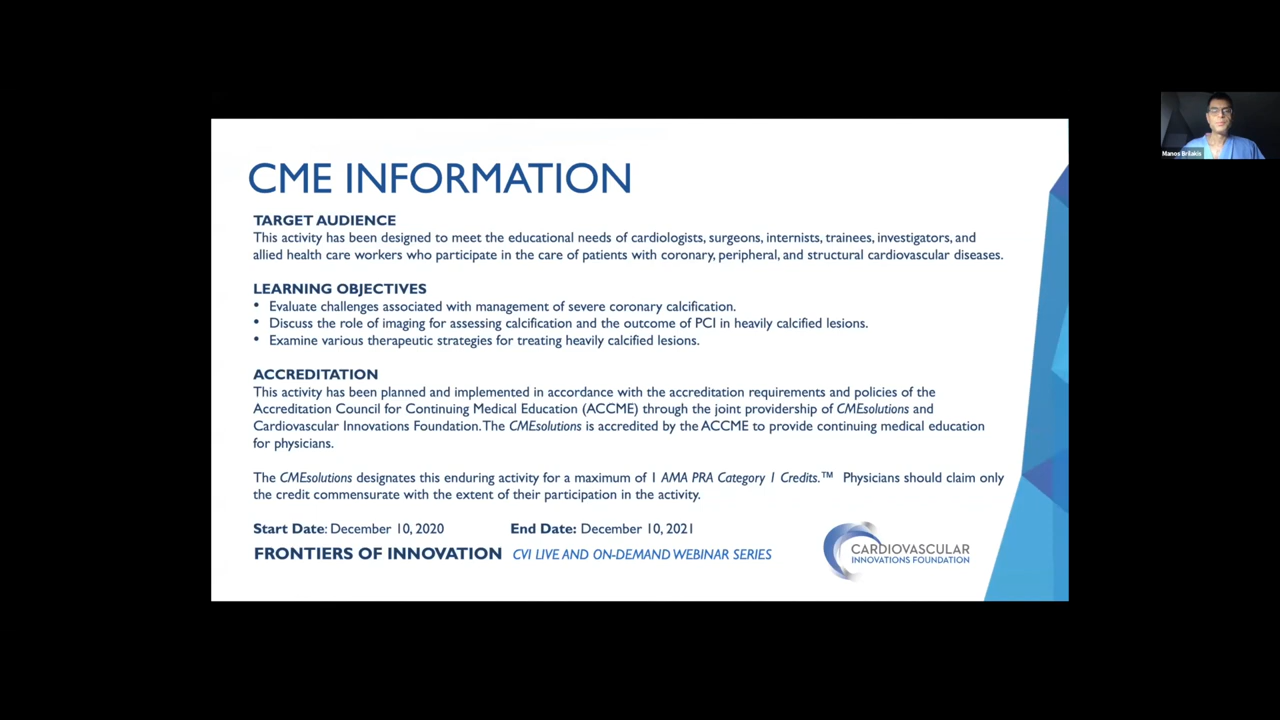 CME INFORMATION
TARGET AUDIENCE
This activity has been designed to meet the educational needs of cardiologists, surgeons, internists, trainees, investigators, and
allied health care workers who participate in the care of patients with coronary, peripheral, and structural cardiovascular diseases.
LEARNING OBJECTIVES
• Evaluate challenges associated with management of severe coronary calcification.
• Discuss the role of imaging for assessing calcification and the outcome of PCI in heavily calcified lesions.
• Examine various therapeutic strategies for treating heavily calcified lesions.
ACCREDITATION
This activity has been planned and implemented in accordance with the accreditation requirements and policies of the
Accreditation Council for Continuing Medical Education (ACCME) through the joint providership of CMEsolutions and
Cardiovascular Innovations Foundation. The CMEsolutions is accredited by the ACCME to provide continuing medical education
for physicians.
The CMEsolutions designates this enduring activity for a maximum of 1 AMA PRA Category 1 Credits.™ Physicians should claim only
the credit commensurate with the extent of their participation in the activity.
Start Date: December 10, 2020 End Date: December 10, 2021
FRONTIERS OF INNOVATION CVI LIVE AND ON-DEMAND WEBINAR SERIES
CARDIOVASCULAR
INNOVATIONS FOUNDATION
Manos Brilakis